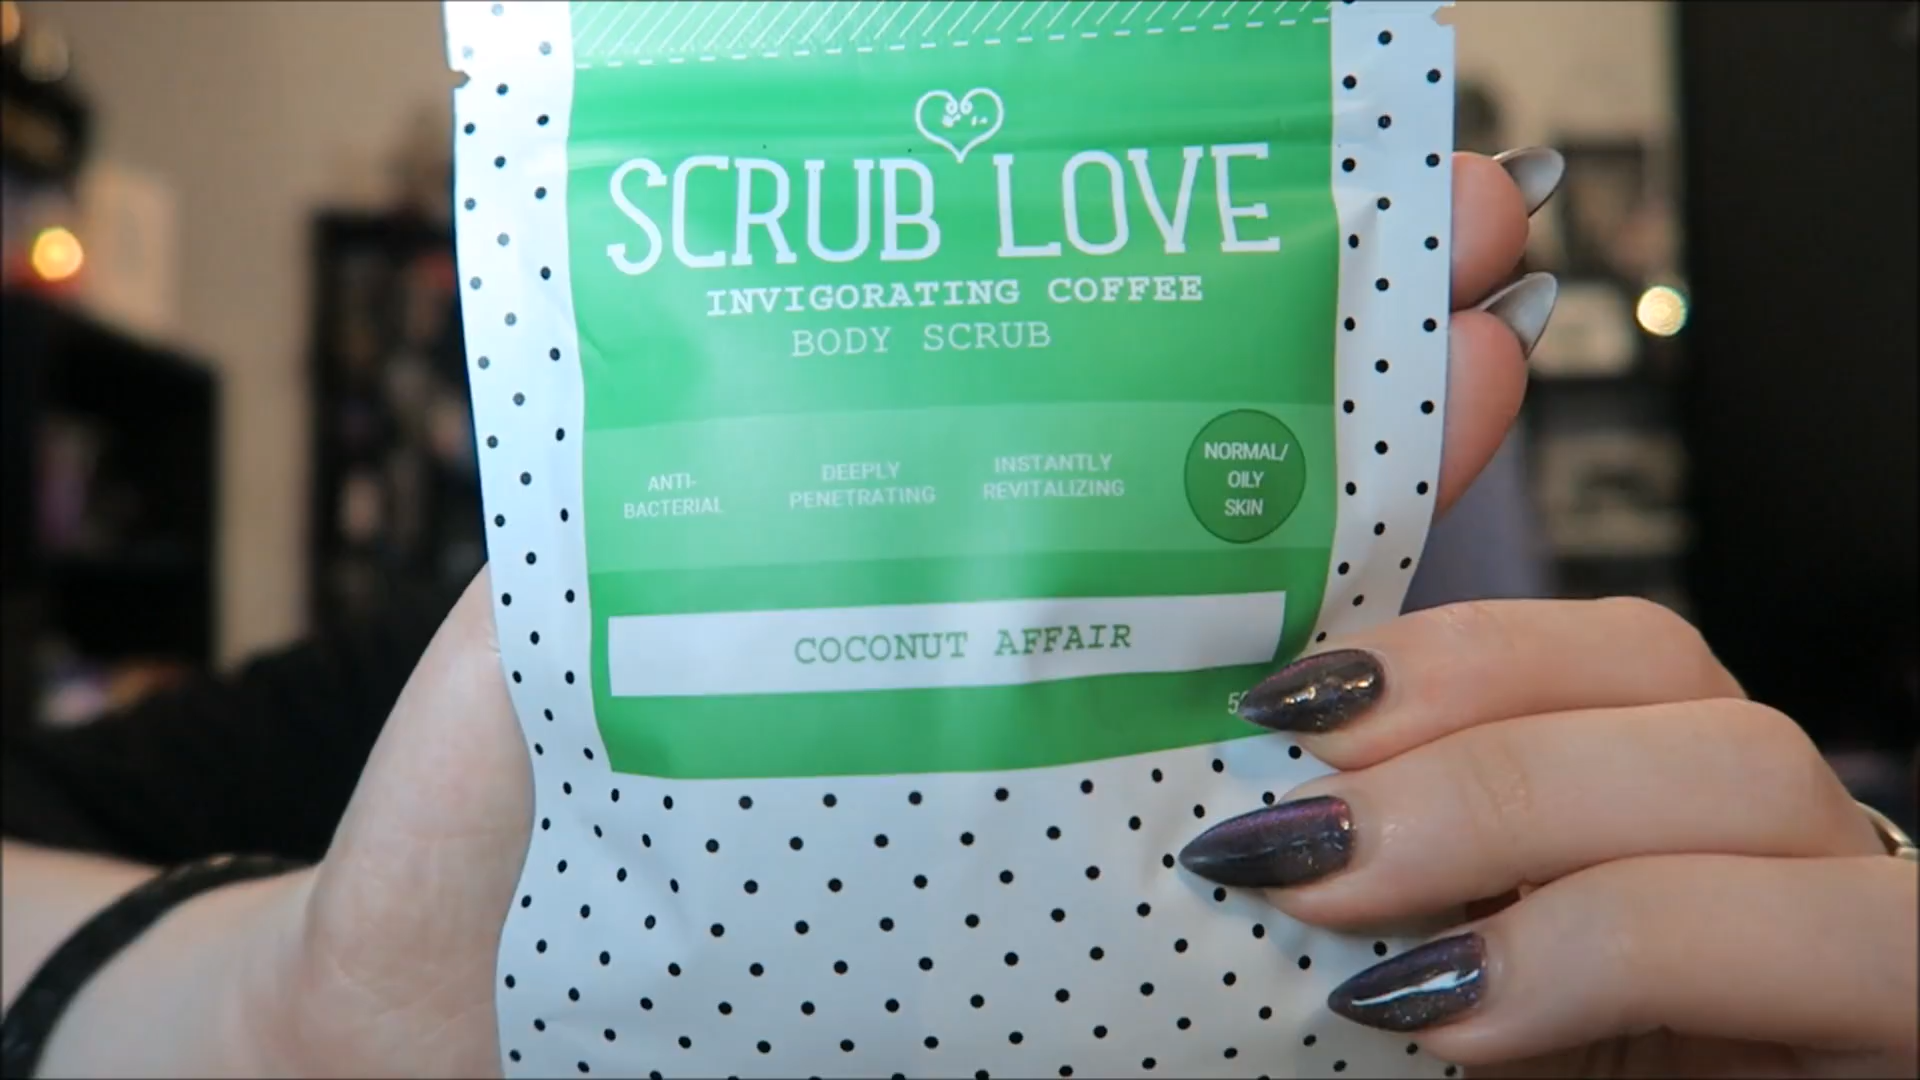 SCRUB LOVE
INVIGORATING COFFEE
BODY SCRUB
ANTI-
BACTERIAL
DEEPLY
PENETRATING
INSTANTLY
REVITALIZING
NORMAL/
OILY
SKIN
COCONUT AFFAIR